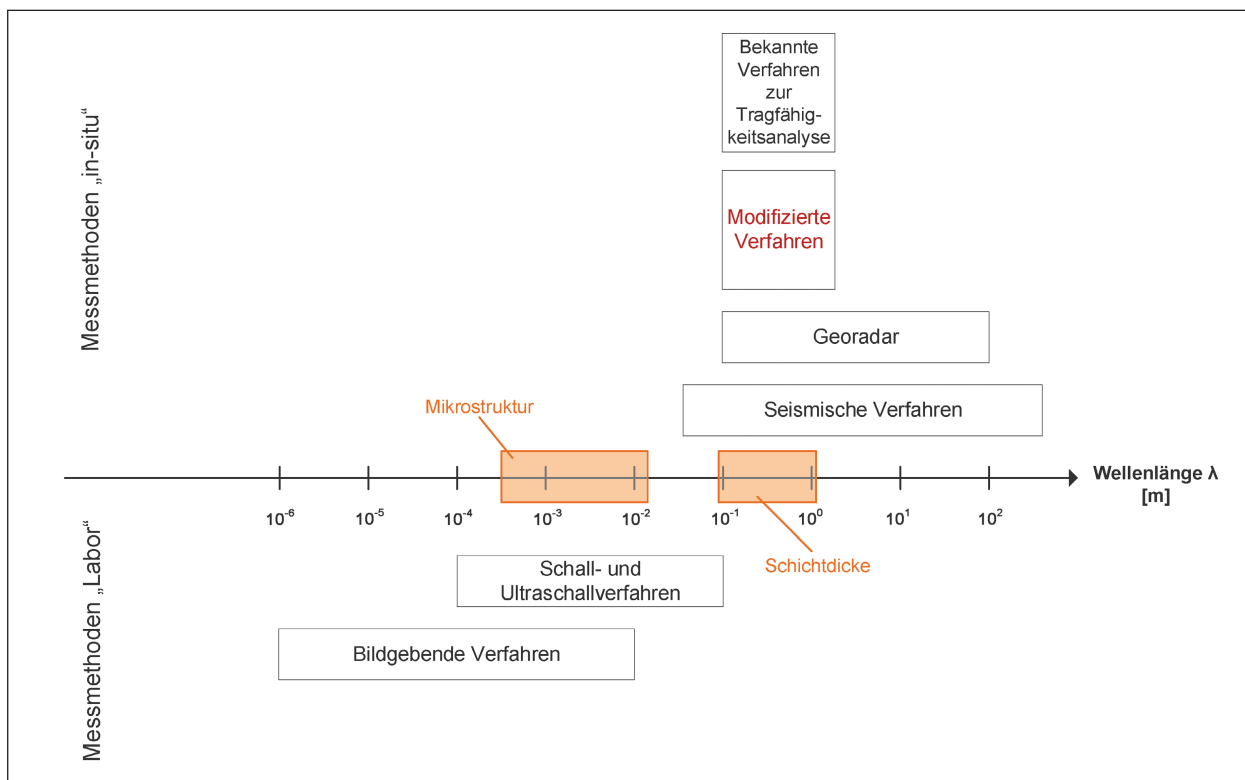 Messmethoden „in-situ“
Bekannte
Verfahren
zur
Tragfähig-
keitsanalyse
Modifizierte
Verfahren
Georadar
Seismische Verfahren
Mikrostruktur
Wellenlänge λ
[m]
10⁻⁶ 10⁻⁵ 10⁻⁴ 10⁻³ 10⁻² 10⁻¹ 10⁰ 10¹ 10²
Schichtdicke
Messmethoden „Labor“
Schall- und
Ultraschallverfahren
Bildgebende Verfahren